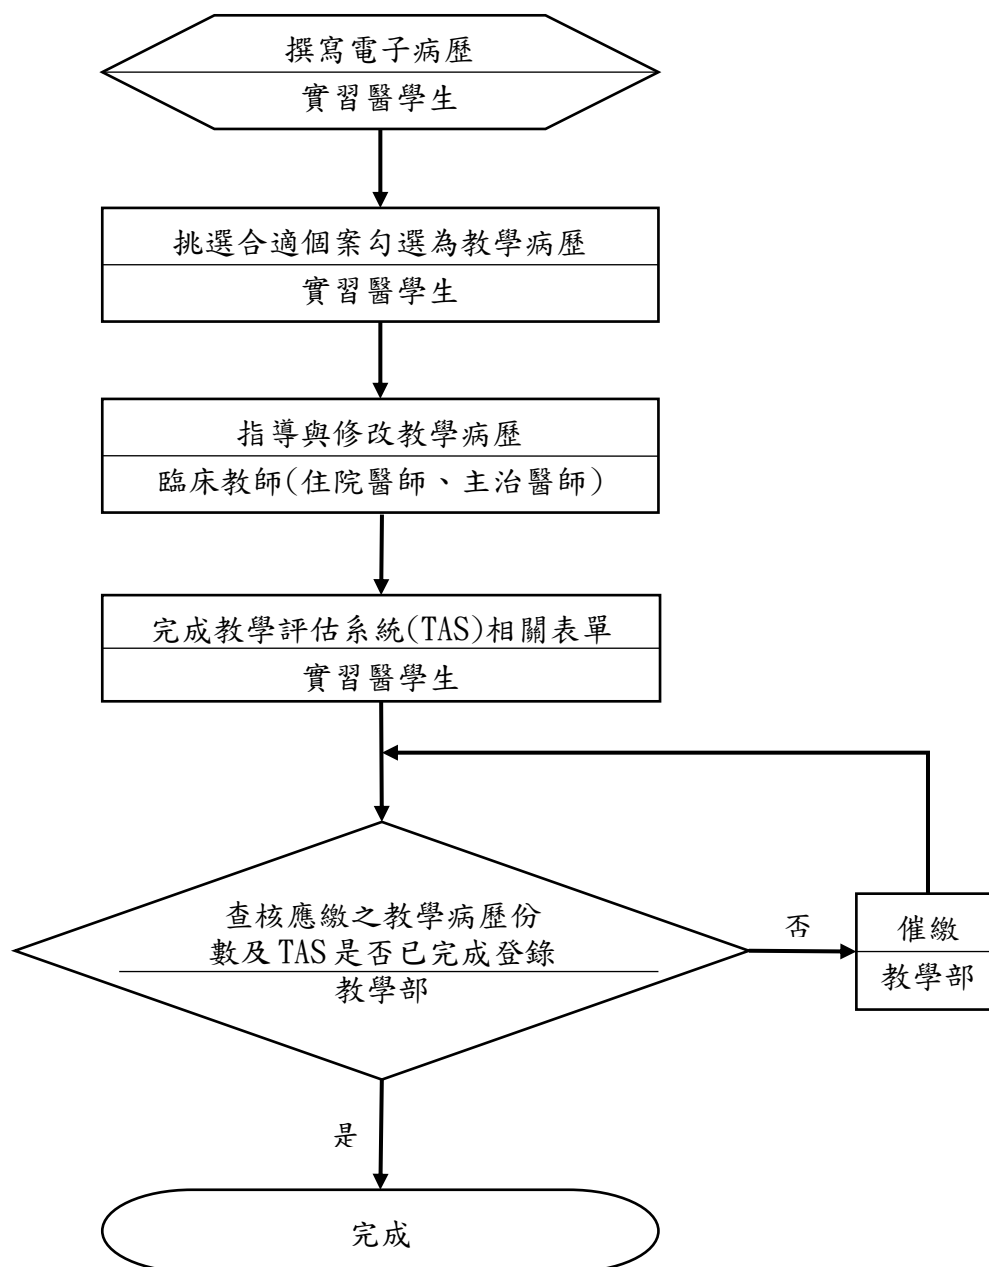 撰寫電子病歷
實習醫學生
挑選合適個案勾選為教學病歷
實習醫學生
指導與修改教學病歷
臨床教師(住院醫師、主治醫師)
完成教學評估系統(TAS)相關表單
實習醫學生
查核應繳之教學病歷份
數及TAS是否已完成登錄
教學部
否
催繳
教學部
是
完成